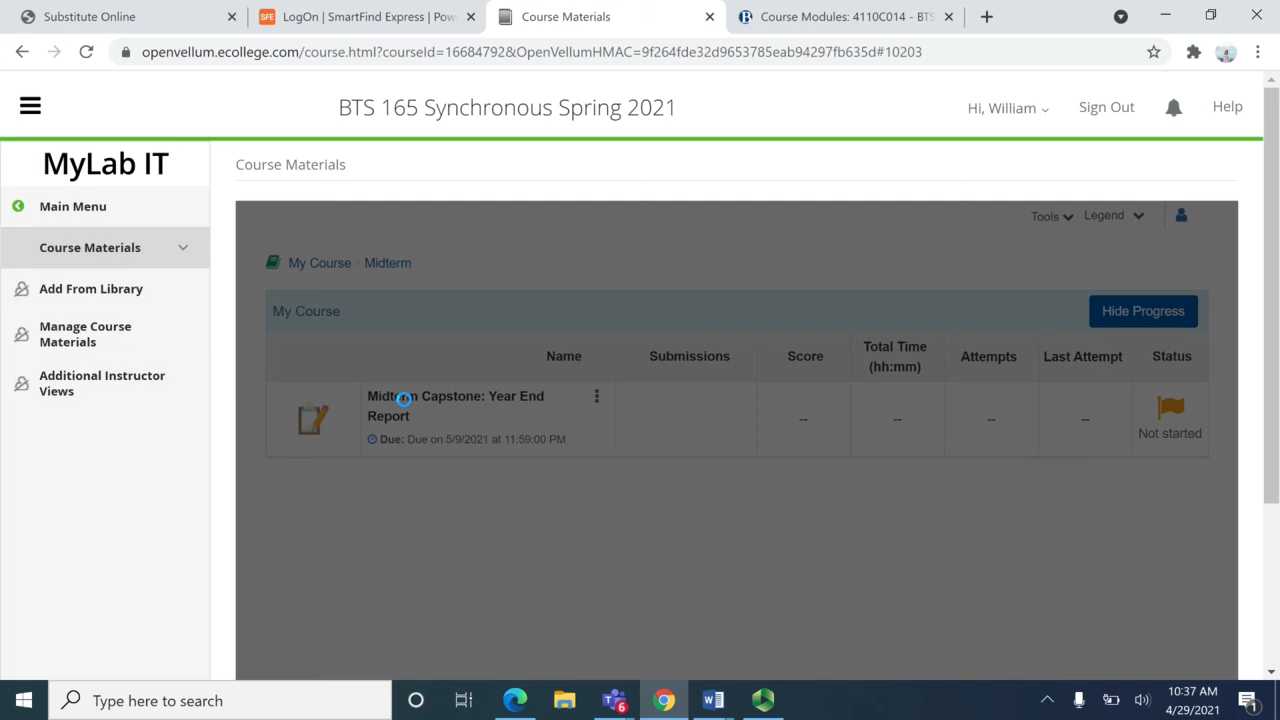 Substitute Online
LogOn | SmartFind Express | Pow
Course Materials
Course Modules: 4110C014 - BTS
openvellum.ecollege.com/course.html?courseId=16684792&OpenVellumHMAC=9f264fde32d9653785eab94297fb635d#10203
BTS 165 Synchronous Spring 2021
Hi, William
Sign Out
Help
MyLab IT
Main Menu
Course Materials
Add From Library
Manage Course
Materials
Additional Instructor
Views
Course Materials
Tools
Legend
My Course / Midterm
My Course
Hide Progress
Name
Submissions
Score
Total Time
(hh:mm)
Attempts
Last Attempt
Status
Midterm Capstone: Year End
Report
Due: Due on 5/9/2021 at 11:59:00 PM
--
--
--
--
Not started
Type here to search
6
10:37 AM
4/29/2021
1